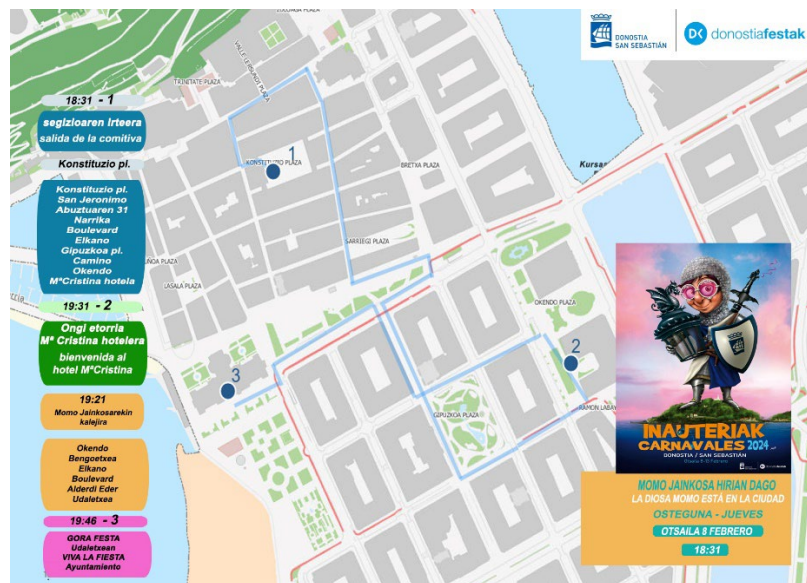 DONOSTIA
SAN SEBASTIÁN
donostiafestak
TRINITATE PLAZA
KONSTITUZIO PLAZA
BRETXA PLAZA
SARRIEGI PLAZA
LASALA PLAZA
OKENDO PLAZA
GIPUZKOA PLAZA
1
2
3
18:31 - 1
segizioaren irteera
salida de la comitiva
Konstituzio pl.
Konstituzio pl.
San Jeronimo
Abuztuaren 31
Narrika
Boulevard
Elkano
Gipuzkoa pl.
Camino
Okendo
MªCristina hotela
19:31 - 2
Ongi etorria
Mª Cristina hotelera
bienvenida al
hotel MªCristina
19:21
Momo Jainkosarekin
kalejira
Okendo
Bengoetxea
Elkano
Boulevard
Alderdi Eder
Udaletxea
19:46 - 3
GORA FESTA
Udaletxean
VIVA LA FIESTA
Ayuntamiento
INAUTERIAK
CARNAVALES 2024
DONOSTIA / SAN SEBASTIÁN
MOMO JAINKOSA HIRIAN DAGO
LA DIOSA MOMO ESTÁ EN LA CIUDAD
OSTEGUNA - JUEVES
OTSAILA 8 FEBRERO
18:31